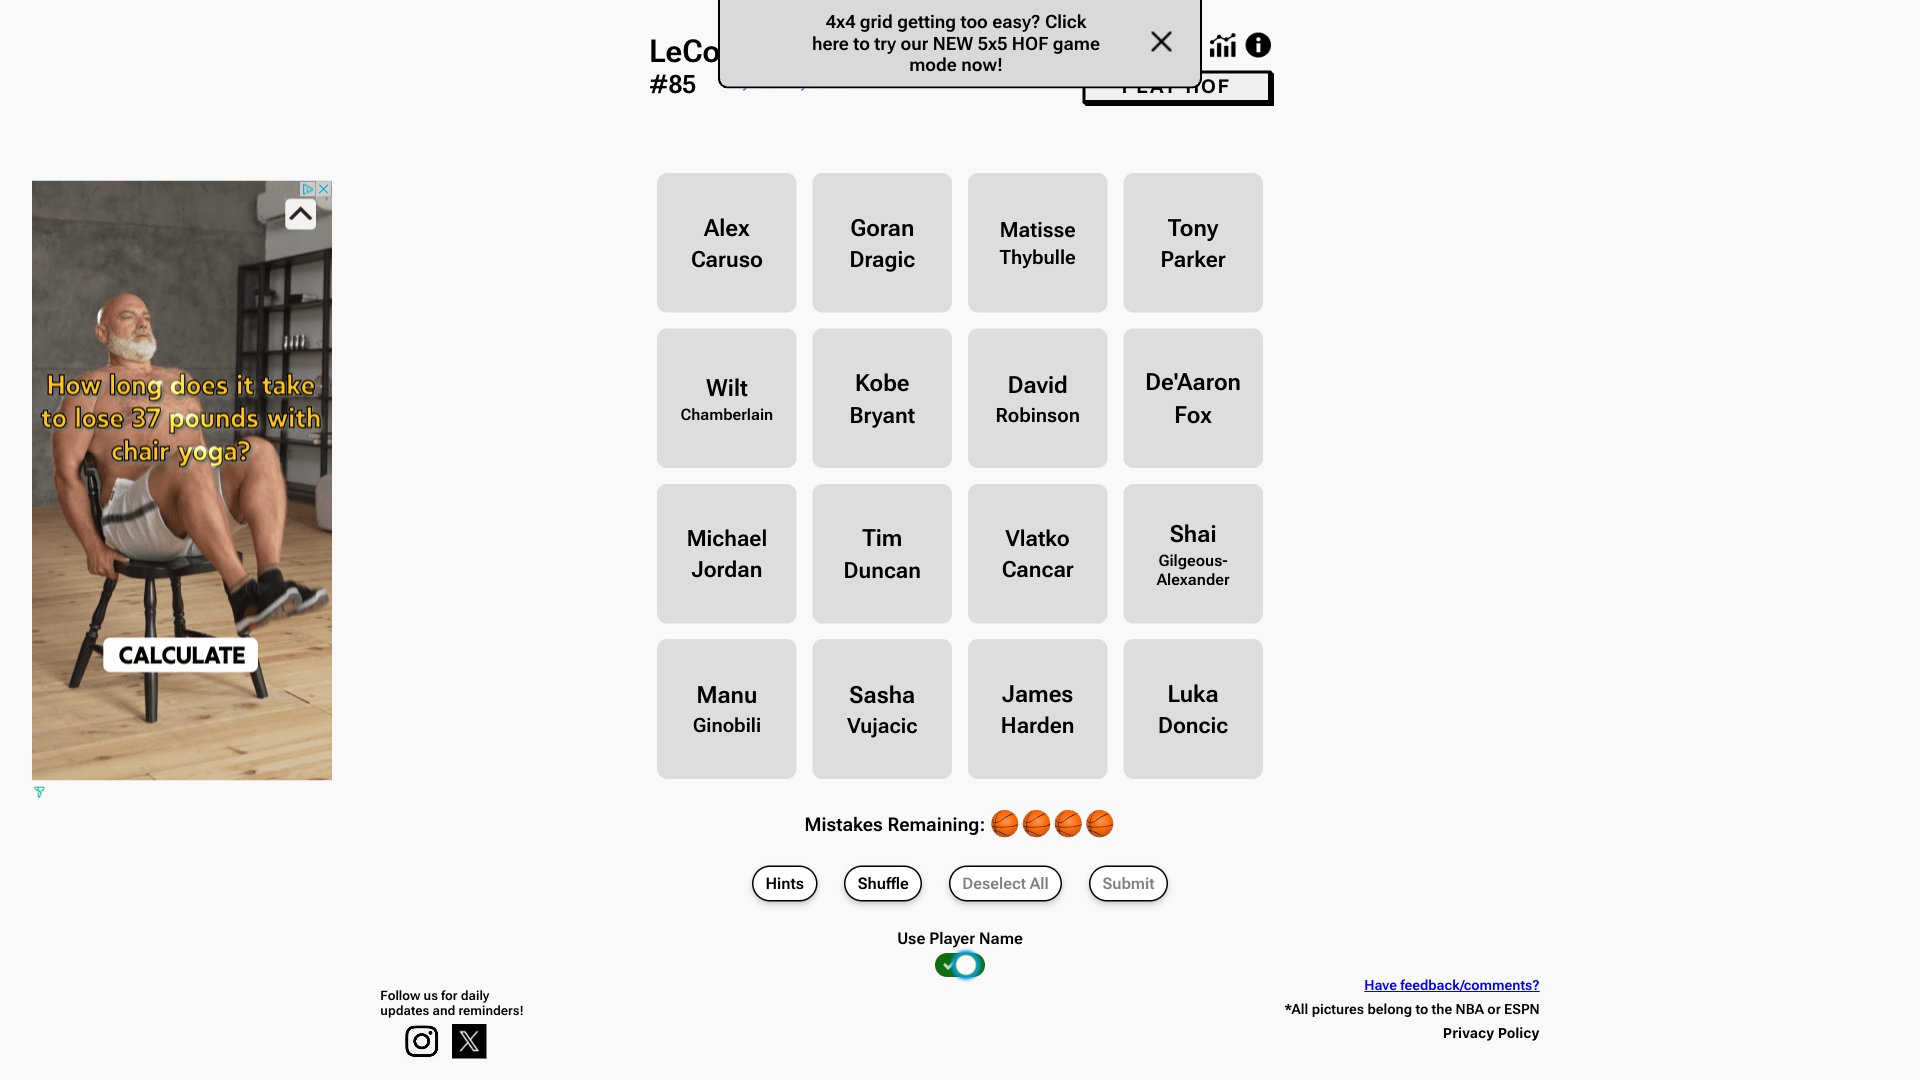 4x4 grid getting too easy? Click
here to try our NEW 5x5 HOF game
mode now!
LeCo
#85
Alex
Caruso
Goran
Dragic
Matisse
Thybulle
Tony
Parker
Wilt
Chamberlain
Kobe
Bryant
David
Robinson
De'Aaron
Fox
Michael
Jordan
Tim
Duncan
Vlatko
Cancar
Shai
Gilgeous-
Alexander
Manu
Ginobili
Sasha
Vujacic
James
Harden
Luka
Doncic
How long does it take
to lose 37 pounds with
chair yoga?
CALCULATE
Mistakes Remaining:
Hints
Shuffle
Deselect All
Submit
Use Player Name
Follow us for daily
updates and reminders!
Have feedback/comments?
*All pictures belong to the NBA or ESPN
Privacy Policy